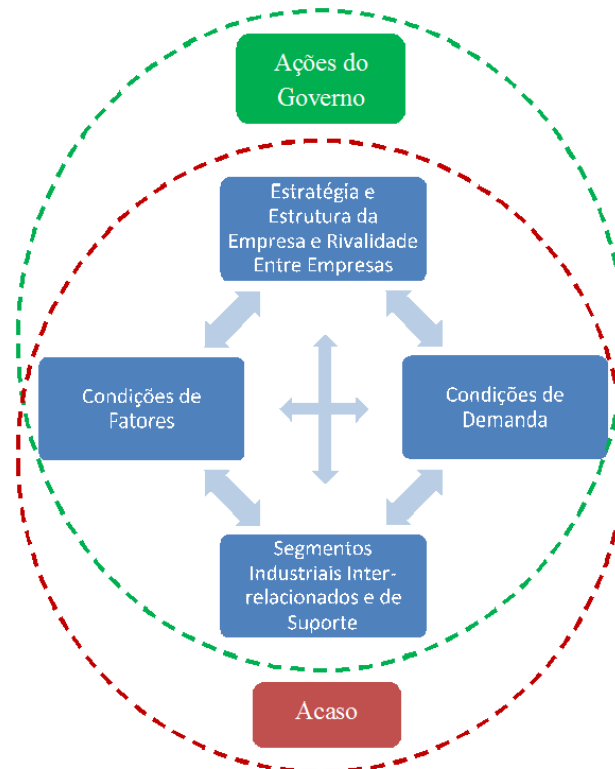 Ações do
Governo
Estratégia e
Estrutura da
Empresa e Rivalidade
Entre Empresas
Condições de
Fatores
Condições de
Demanda
Segmentos
Industriais Inter-
relacionados e de
Suporte
Acaso